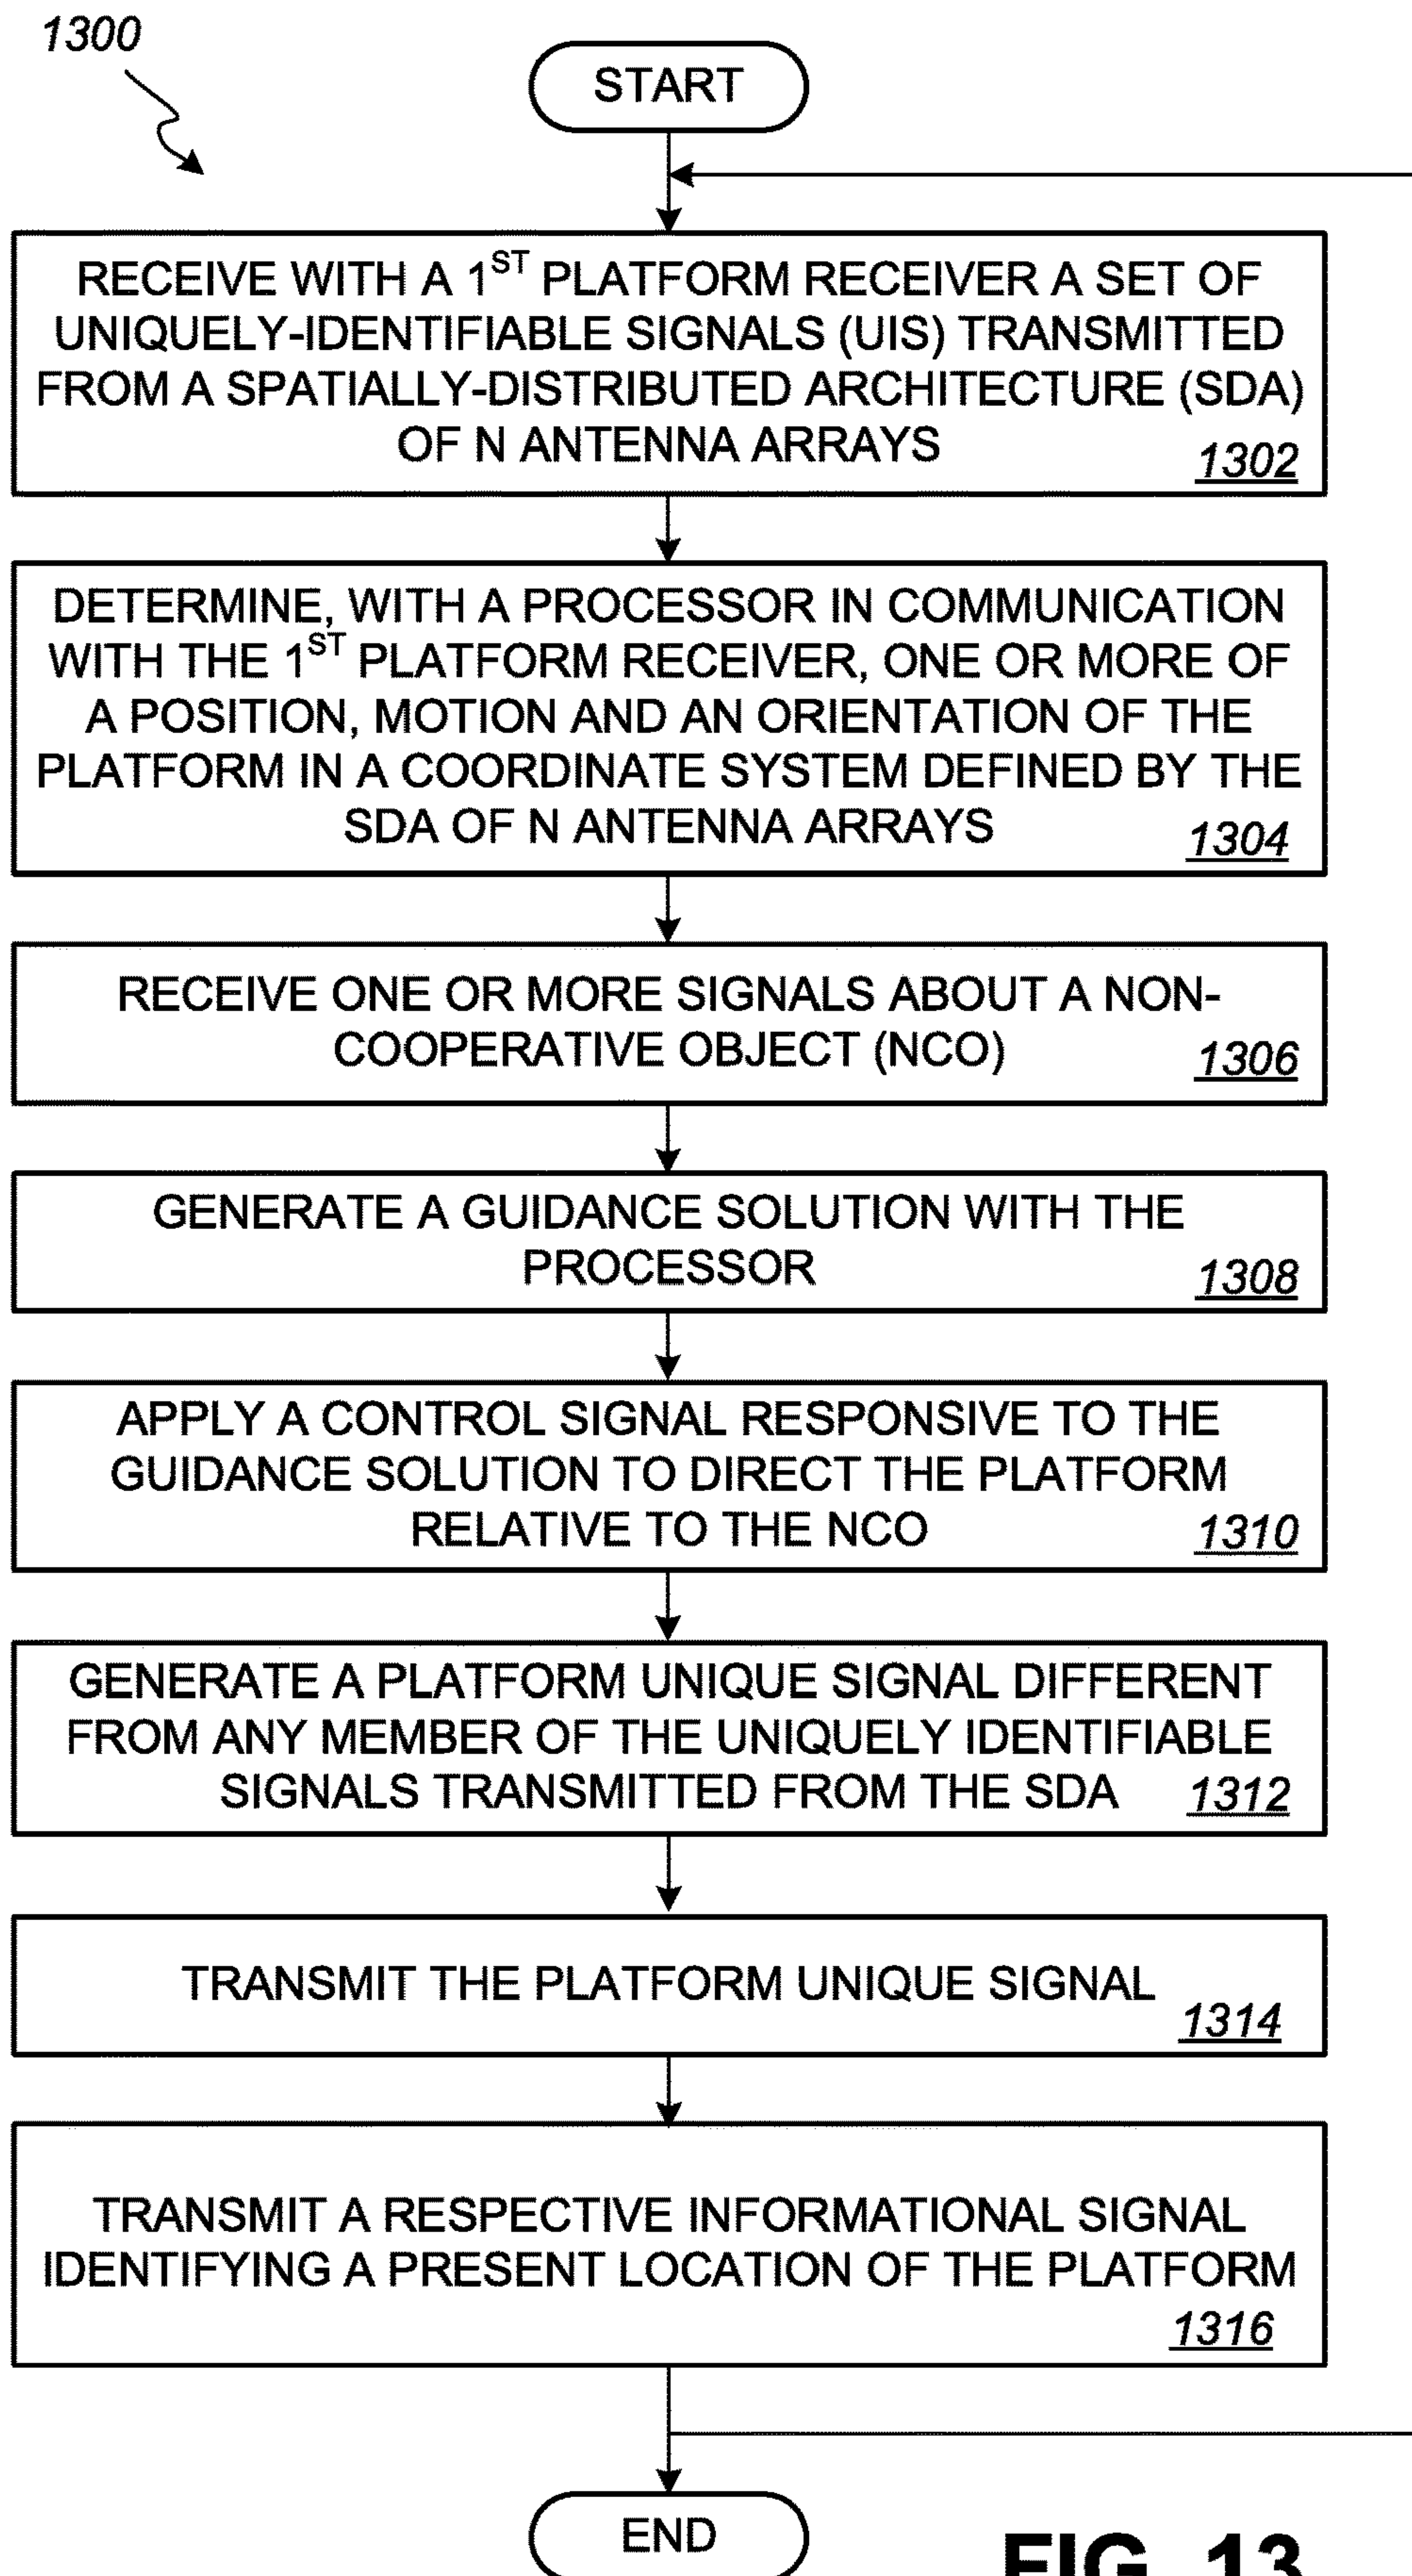 1300
START
RECEIVE WITH A 1ST PLATFORM RECEIVER A SET OF
UNIQUELY-IDENTIFIABLE SIGNALS (UIS) TRANSMITTED
FROM A SPATIALLY-DISTRIBUTED ARCHITECTURE (SDA)
OF N ANTENNA ARRAYS
1302
DETERMINE, WITH A PROCESSOR IN COMMUNICATION
WITH THE 1ST PLATFORM RECEIVER, ONE OR MORE OF
A POSITION, MOTION AND AN ORIENTATION OF THE
PLATFORM IN A COORDINATE SYSTEM DEFINED BY THE
SDA OF N ANTENNA ARRAYS
1304
RECEIVE ONE OR MORE SIGNALS ABOUT A NON-
COOPERATIVE OBJECT (NCO)
1306
GENERATE A GUIDANCE SOLUTION WITH THE
PROCESSOR
1308
APPLY A CONTROL SIGNAL RESPONSIVE TO THE
GUIDANCE SOLUTION TO DIRECT THE PLATFORM
RELATIVE TO THE NCO
1310
GENERATE A PLATFORM UNIQUE SIGNAL DIFFERENT
FROM ANY MEMBER OF THE UNIQUELY IDENTIFIABLE
SIGNALS TRANSMITTED FROM THE SDA
1312
TRANSMIT THE PLATFORM UNIQUE SIGNAL
1314
TRANSMIT A RESPECTIVE INFORMATIONAL SIGNAL
IDENTIFYING A PRESENT LOCATION OF THE PLATFORM
1316
END
FIG. 13